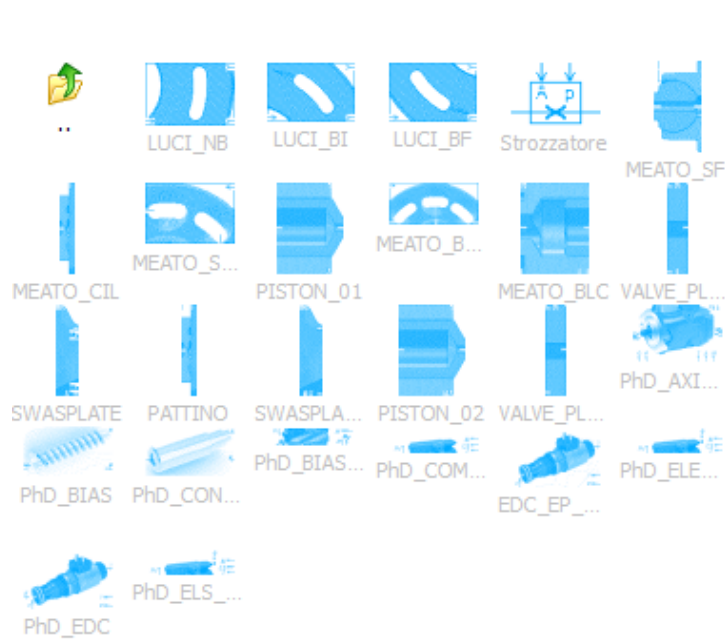 ..
LUCI_NB
LUCI_BI
LUCI_BF
A P
Strozzatore
MEATO_SF
MEATO_CIL
MEATO_S...
PISTON_01
MEATO_B...
MEATO_BLC
VALVE_PL...
SWASPLATE
PATTINO
SWASPLA...
PISTON_02
VALVE_PL...
PhD_AXI...
PhD_BIAS
PhD_CON...
PhD_BIAS...
PhD_COM...
EDC_EP_...
PhD_ELE...
PhD_EDC
PhD_ELS_...